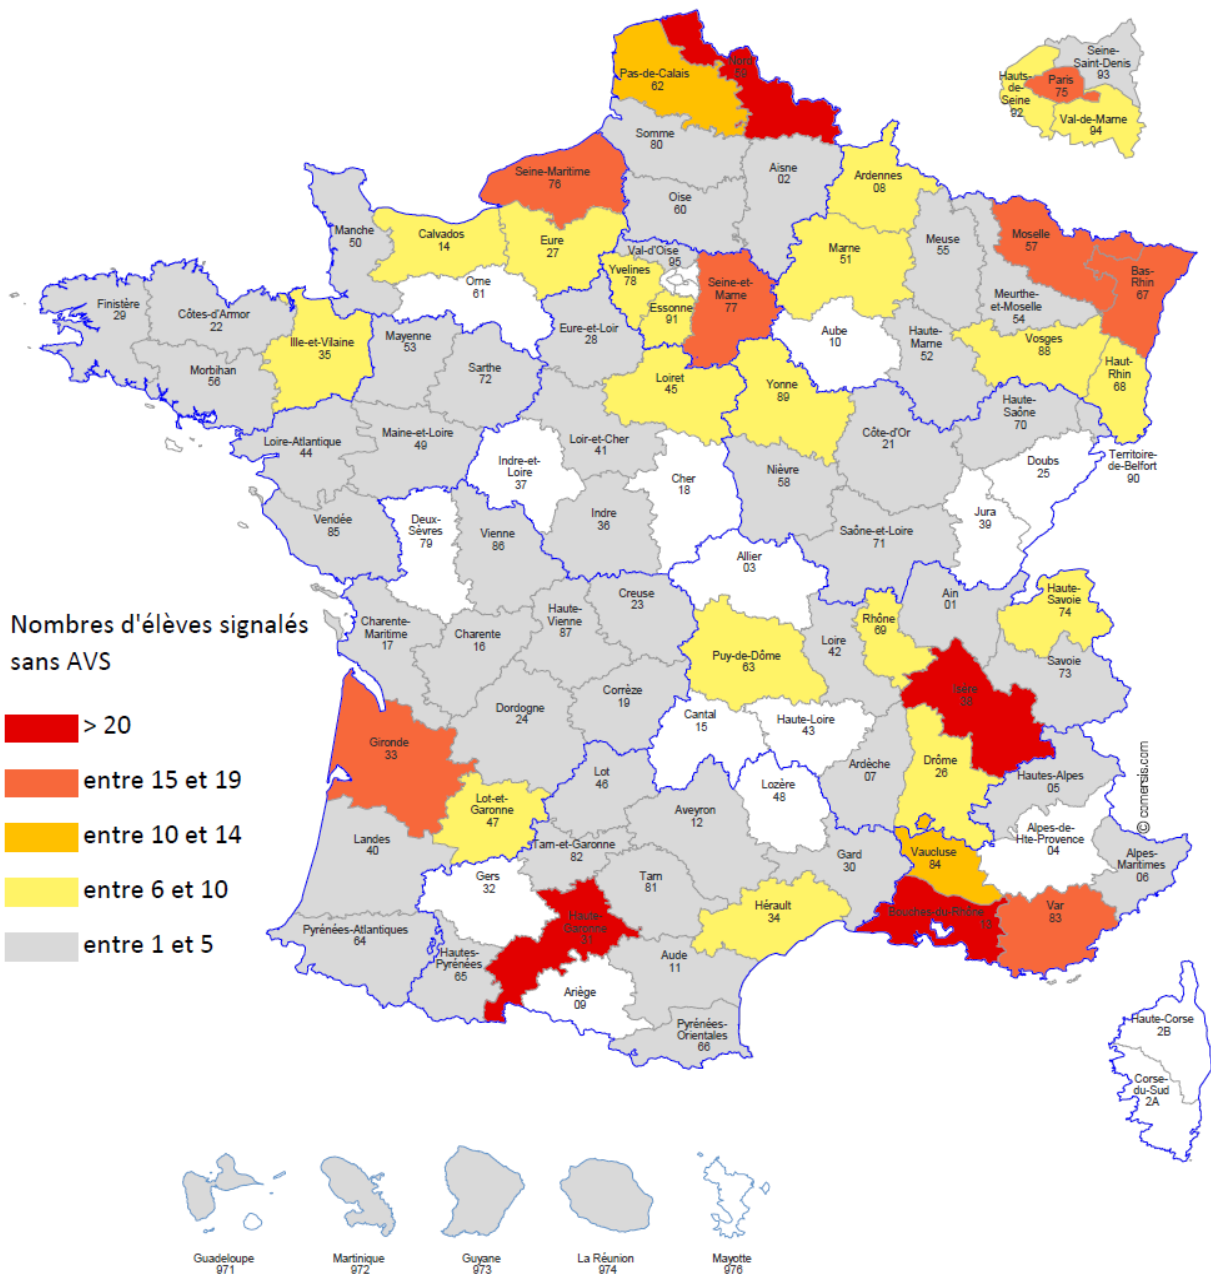 Nord
59
Pas-de-Calais
62
Somme
80
Aisne
02
Ardennes
08
Seine-
Saint-Denis
93
Hauts-
de-
Seine
92
Paris
75
Val-de-Marne
94
Seine-Maritime
76
Oise
60
Manche
50
Calvados
14
Eure
27
Val-d'Oise
95
Yvelines
78
Essonne
91
Seine-et-
Marne
77
Marne
51
Meuse
55
Moselle
57
Bas-
Rhin
67
Meurthe-
et-Moselle
54
Orne
61
Finistère
29
Côtes-d'Armor
22
Morbihan
56
Ille-et-Vilaine
35
Mayenne
53
Sarthe
72
Eure-et-Loir
28
Aube
10
Haute-
Marne
52
Vosges
88
Haut-
Rhin
68
Loiret
45
Yonne
89
Haute-
Saône
70
Côte-d'Or
21
Loire-Atlantique
44
Maine-et-Loire
49
Loir-et-Cher
41
Indre-et-
Loire
37
Cher
18
Nièvre
58
Doubs
25
Territoire-
de-Belfort
90
Vendée
85
Deux-
Sèvres
79
Vienne
86
Indre
36
Jura
39
Saône-et-Loire
71
Allier
03
Ain
01
Haute-
Savoie
74
Creuse
23
Haute-
Vienne
87
Charente-
Maritime
17
Charente
16
Puy-de-Dôme
63
Loire
42
Rhône
69
Savoie
73
Isère
38
Corrèze
19
Dordogne
24
Cantal
15
Haute-Loire
43
Ardèche
07
Drôme
26
Hautes-Alpes
05
Gironde
33
Lot-et-
Garonne
47
Lot
46
Aveyron
12
Lozère
48
Landes
40
Tarn-et-Garonne
82
Tarn
81
Gard
30
Vaucluse
84
Alpes-de-
Hte-Provence
04
Alpes-
Maritimes
06
Gers
32
Haute-
Garonne
31
Hérault
34
Bouches-du-Rhône
13
Var
83
Pyrénées-Atlantiques
64
Hautes-
Pyrénées
65
Ariège
09
Aude
11
Pyrénées-
Orientales
66
Haute-Corse
2B
Corse-
du-Sud
2A
© comersis.com
Nombres d'élèves signalés
sans AVS
> 20
entre 15 et 19
entre 10 et 14
entre 6 et 10
entre 1 et 5
Guadeloupe
971
Martinique
972
Guyane
973
La Réunion
974
Mayotte
976